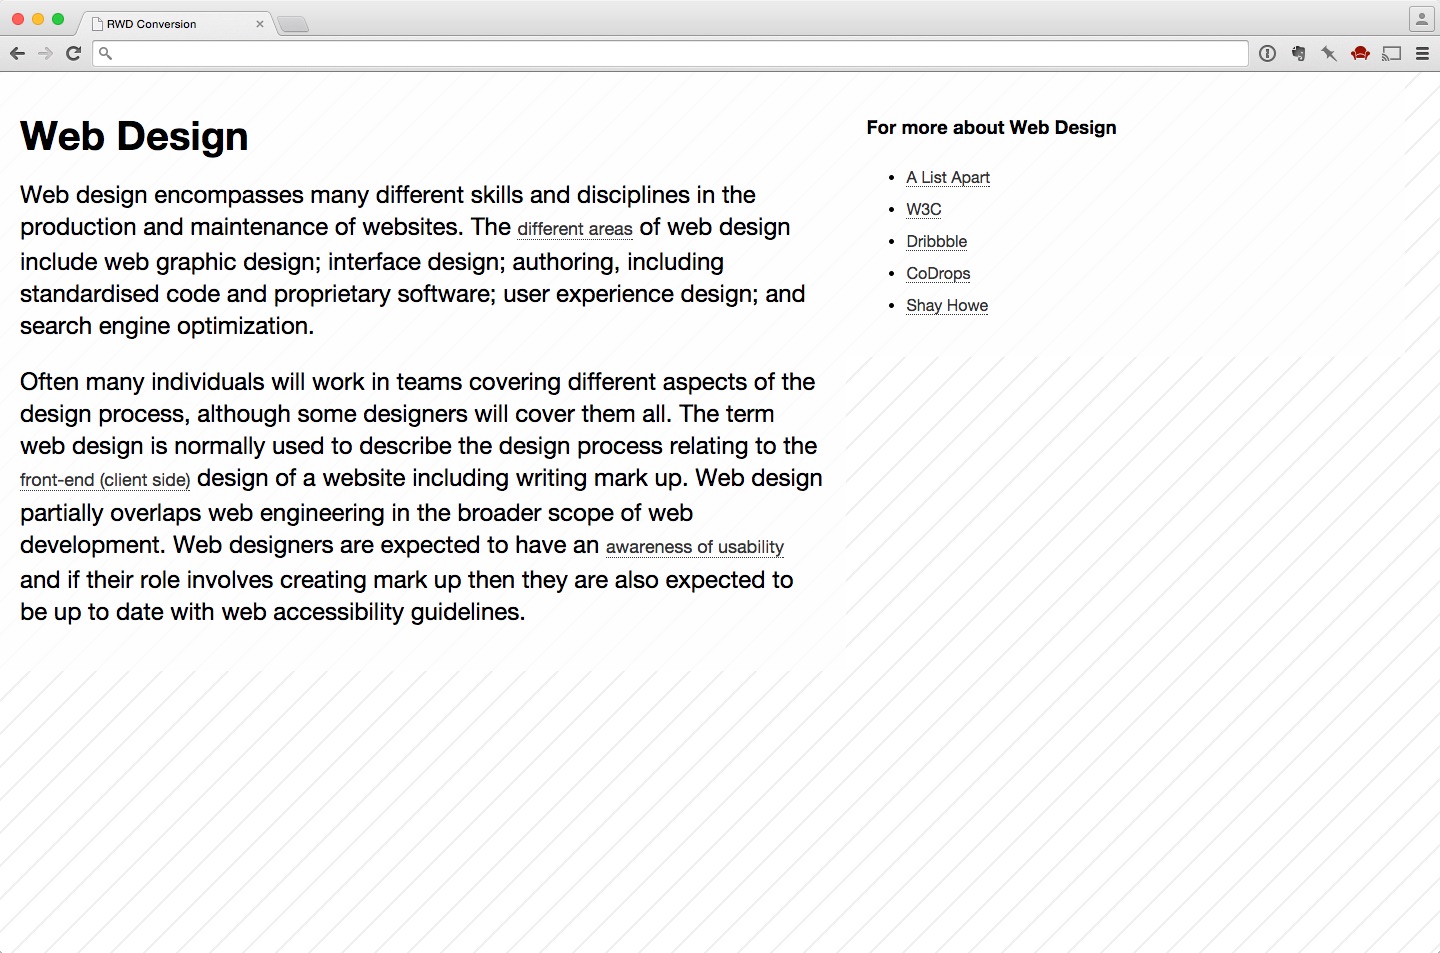 RWD Conversion
Web Design
Web design encompasses many different skills and disciplines in the
production and maintenance of websites. The different areas of web design
include web graphic design; interface design; authoring, including
standardised code and proprietary software; user experience design; and
search engine optimization.
Often many individuals will work in teams covering different aspects of the
design process, although some designers will cover them all. The term
web design is normally used to describe the design process relating to the
front-end (client side) design of a website including writing mark up. Web design
partially overlaps web engineering in the broader scope of web
development. Web designers are expected to have an awareness of usability
and if their role involves creating mark up then they are also expected to
be up to date with web accessibility guidelines.
For more about Web Design
• A List Apart
• W3C
• Dribbble
• CoDrops
• Shay Howe